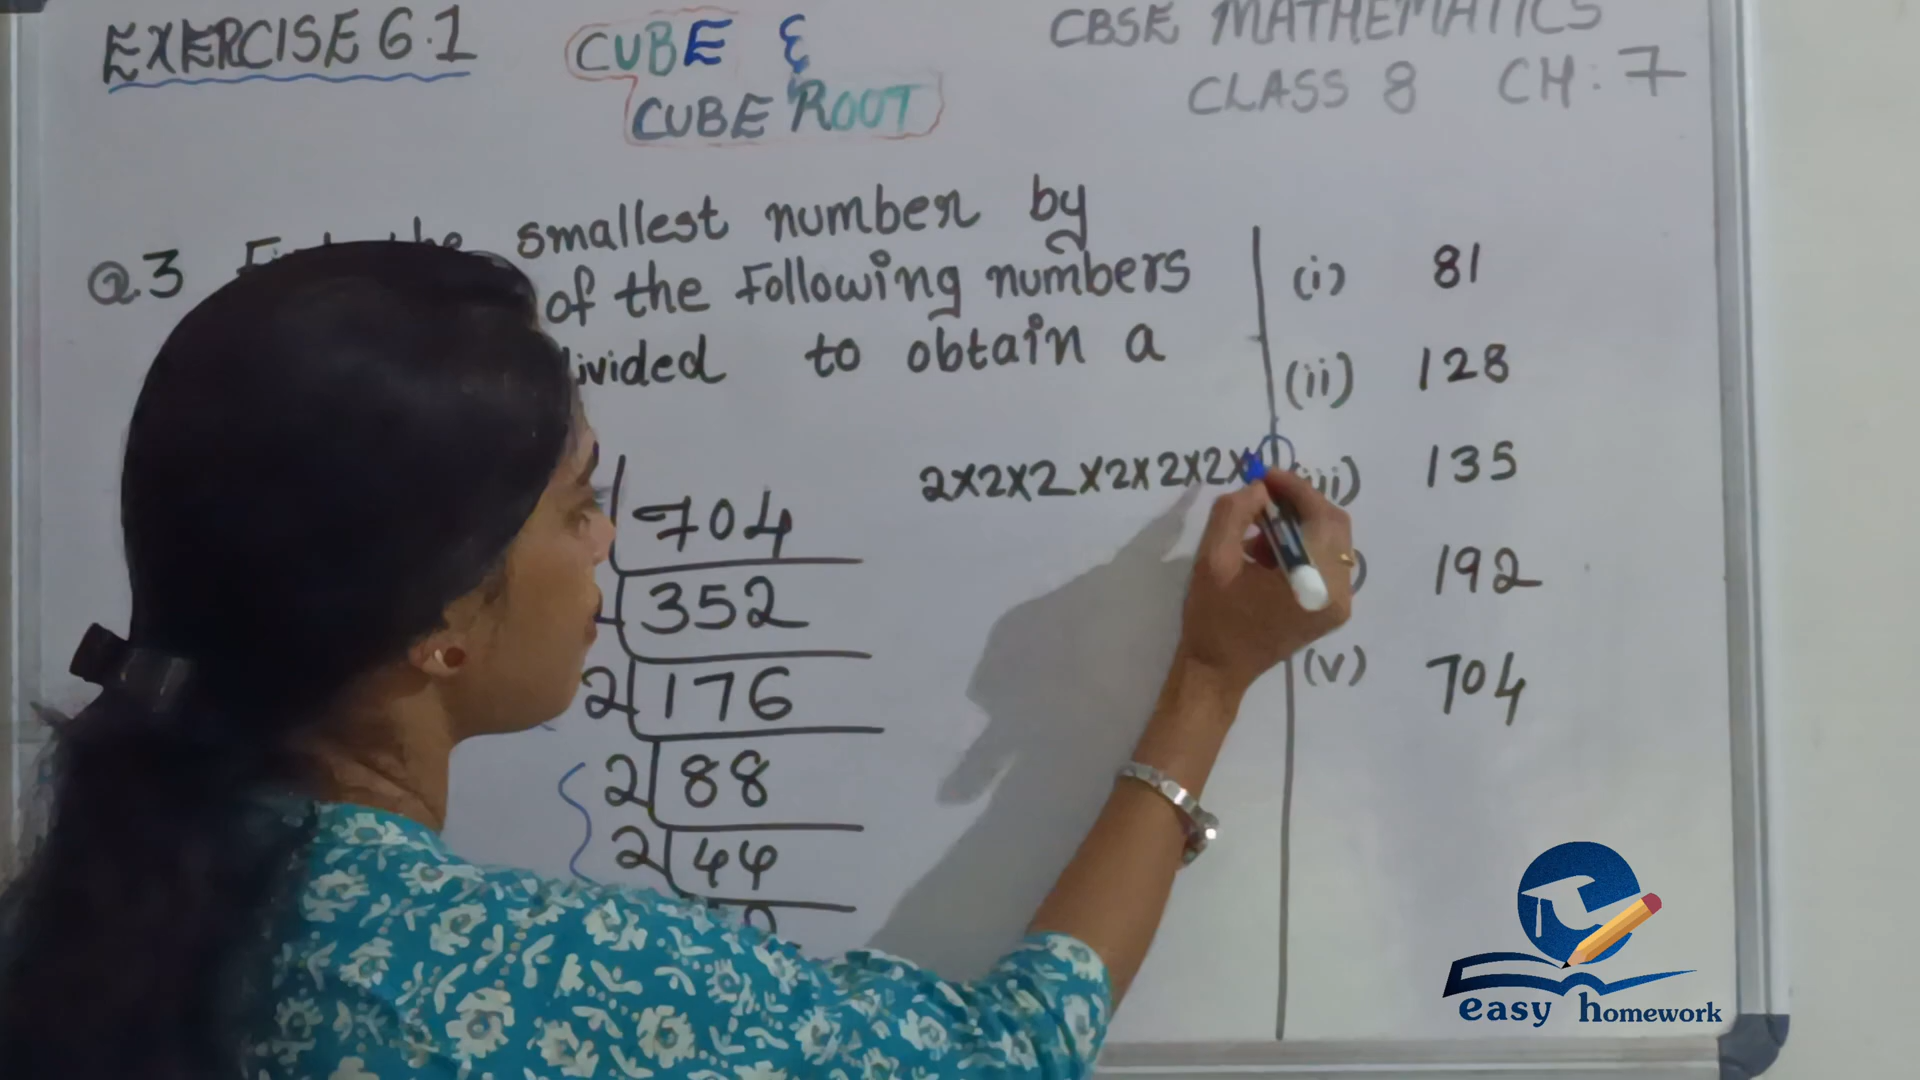 EXERCISE 6.1
CUBE &
CUBE ROOT
CBSE MATHEMATICS
CLASS 8 CH: 7
Q.3 smallest number by
of the Following numbers
divided to obtain a
(i) 81
(ii) 128
135
192
(v) 704
2x2x2x2x2x2x
704
352
2 176
2 88
2 44
easy homework